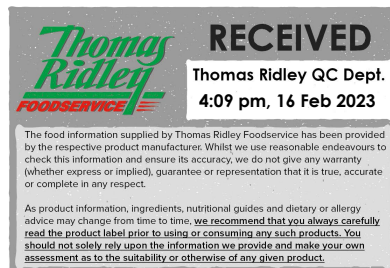 Thomas
Ridley
FOODSERVICE
RECEIVED
Thomas Ridley QC Dept.
4:09 pm, 16 Feb 2023
The food information supplied by Thomas Ridley Foodservice has been provided
by the respective product manufacturer. Whilst we use reasonable endeavours to
check this information and ensure its accuracy, we do not give any warranty
(whether express or implied), guarantee or representation that it is true, accurate
or complete in any respect.
As product information, ingredients, nutritional guides and dietary or allergy
advice may change from time to time, we recommend that you always carefully
read the product label prior to using or consuming any such products. You
should not solely rely upon the information we provide and make your own
assessment as to the suitability or otherwise of any given product.